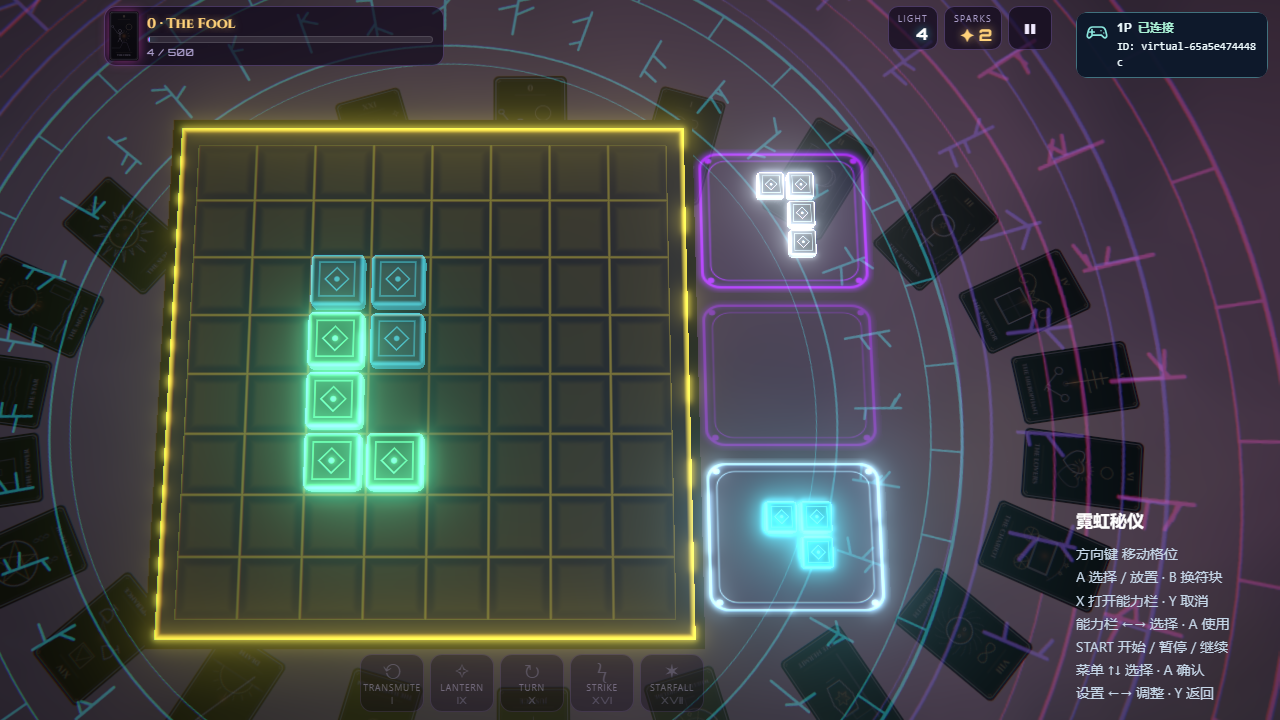 0 · THE FOOL
4 / 500
LIGHT
4
SPARKS
2
1P 已连接
ID: virtual-65a5e474448
c
霓虹秘仪
方向键 移动格位
A 选择 / 放置 · B 换符块
X 打开能力栏 · Y 取消
能力栏 ←→ 选择 · A 使用
START 开始 / 暂停 / 继续
菜单 ↑↓ 选择 · A 确认
设置 ←→ 调整 · Y 返回
TRANSMUTE
I
LANTERN
IX
TURN
X
STRIKE
XVI
STARFALL
XVII